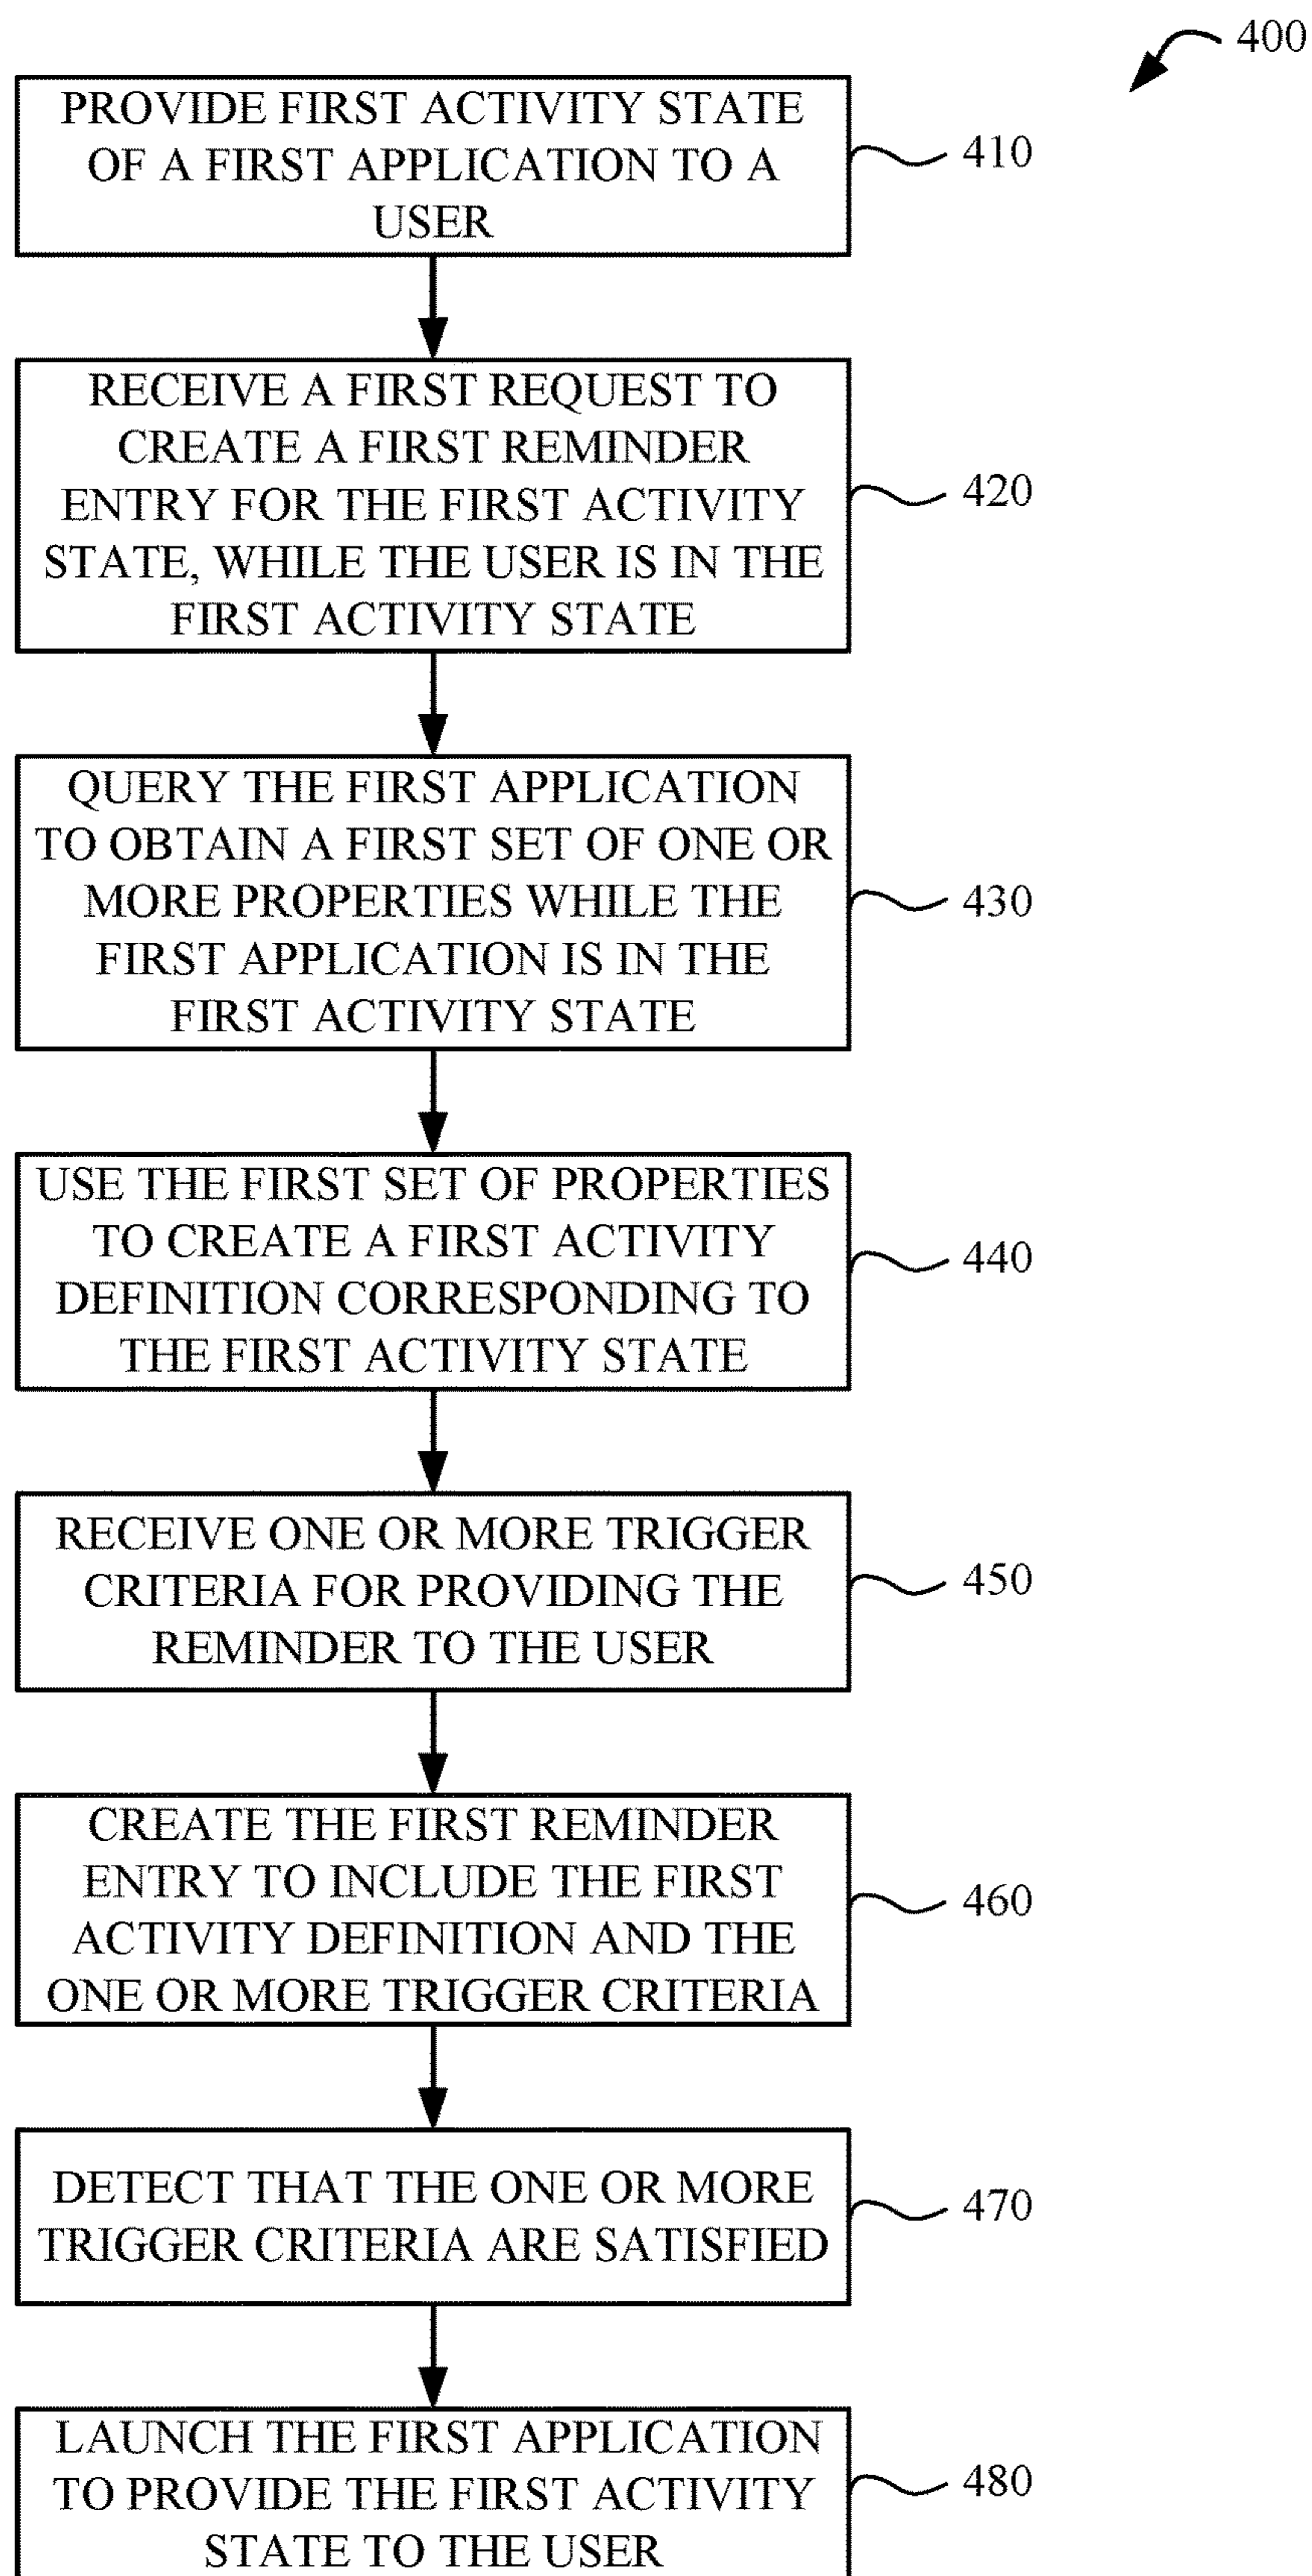 400
PROVIDE FIRST ACTIVITY STATE
OF A FIRST APPLICATION TO A
USER
410
RECEIVE A FIRST REQUEST TO
CREATE A FIRST REMINDER
ENTRY FOR THE FIRST ACTIVITY
STATE, WHILE THE USER IS IN THE
FIRST ACTIVITY STATE
420
QUERY THE FIRST APPLICATION
TO OBTAIN A FIRST SET OF ONE OR
MORE PROPERTIES WHILE THE
FIRST APPLICATION IS IN THE
FIRST ACTIVITY STATE
430
USE THE FIRST SET OF PROPERTIES
TO CREATE A FIRST ACTIVITY
DEFINITION CORRESPONDING TO
THE FIRST ACTIVITY STATE
440
RECEIVE ONE OR MORE TRIGGER
CRITERIA FOR PROVIDING THE
REMINDER TO THE USER
450
CREATE THE FIRST REMINDER
ENTRY TO INCLUDE THE FIRST
ACTIVITY DEFINITION AND THE
ONE OR MORE TRIGGER CRITERIA
460
DETECT THAT THE ONE OR MORE
TRIGGER CRITERIA ARE SATISFIED
470
LAUNCH THE FIRST APPLICATION
TO PROVIDE THE FIRST ACTIVITY
STATE TO THE USER
480